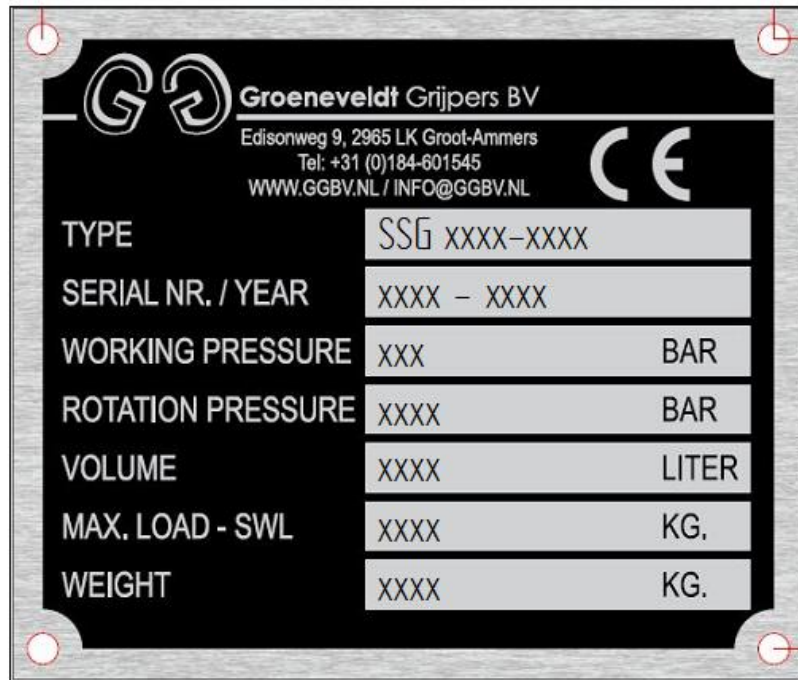 GG
Groeneveldt Grijpers BV
Edisonweg 9, 2965 LK Groot-Ammers
Tel: +31 (0)184-601545
WWW.GGBV.NL / INFO@GGBV.NL
CE
TYPE SSG xxxx-xxxx
SERIAL NR. / YEAR xxxx - xxxx
WORKING PRESSURE xxx BAR
ROTATION PRESSURE xxxx BAR
VOLUME xxxx LITER
MAX. LOAD - SWL xxxx KG.
WEIGHT xxxx KG.